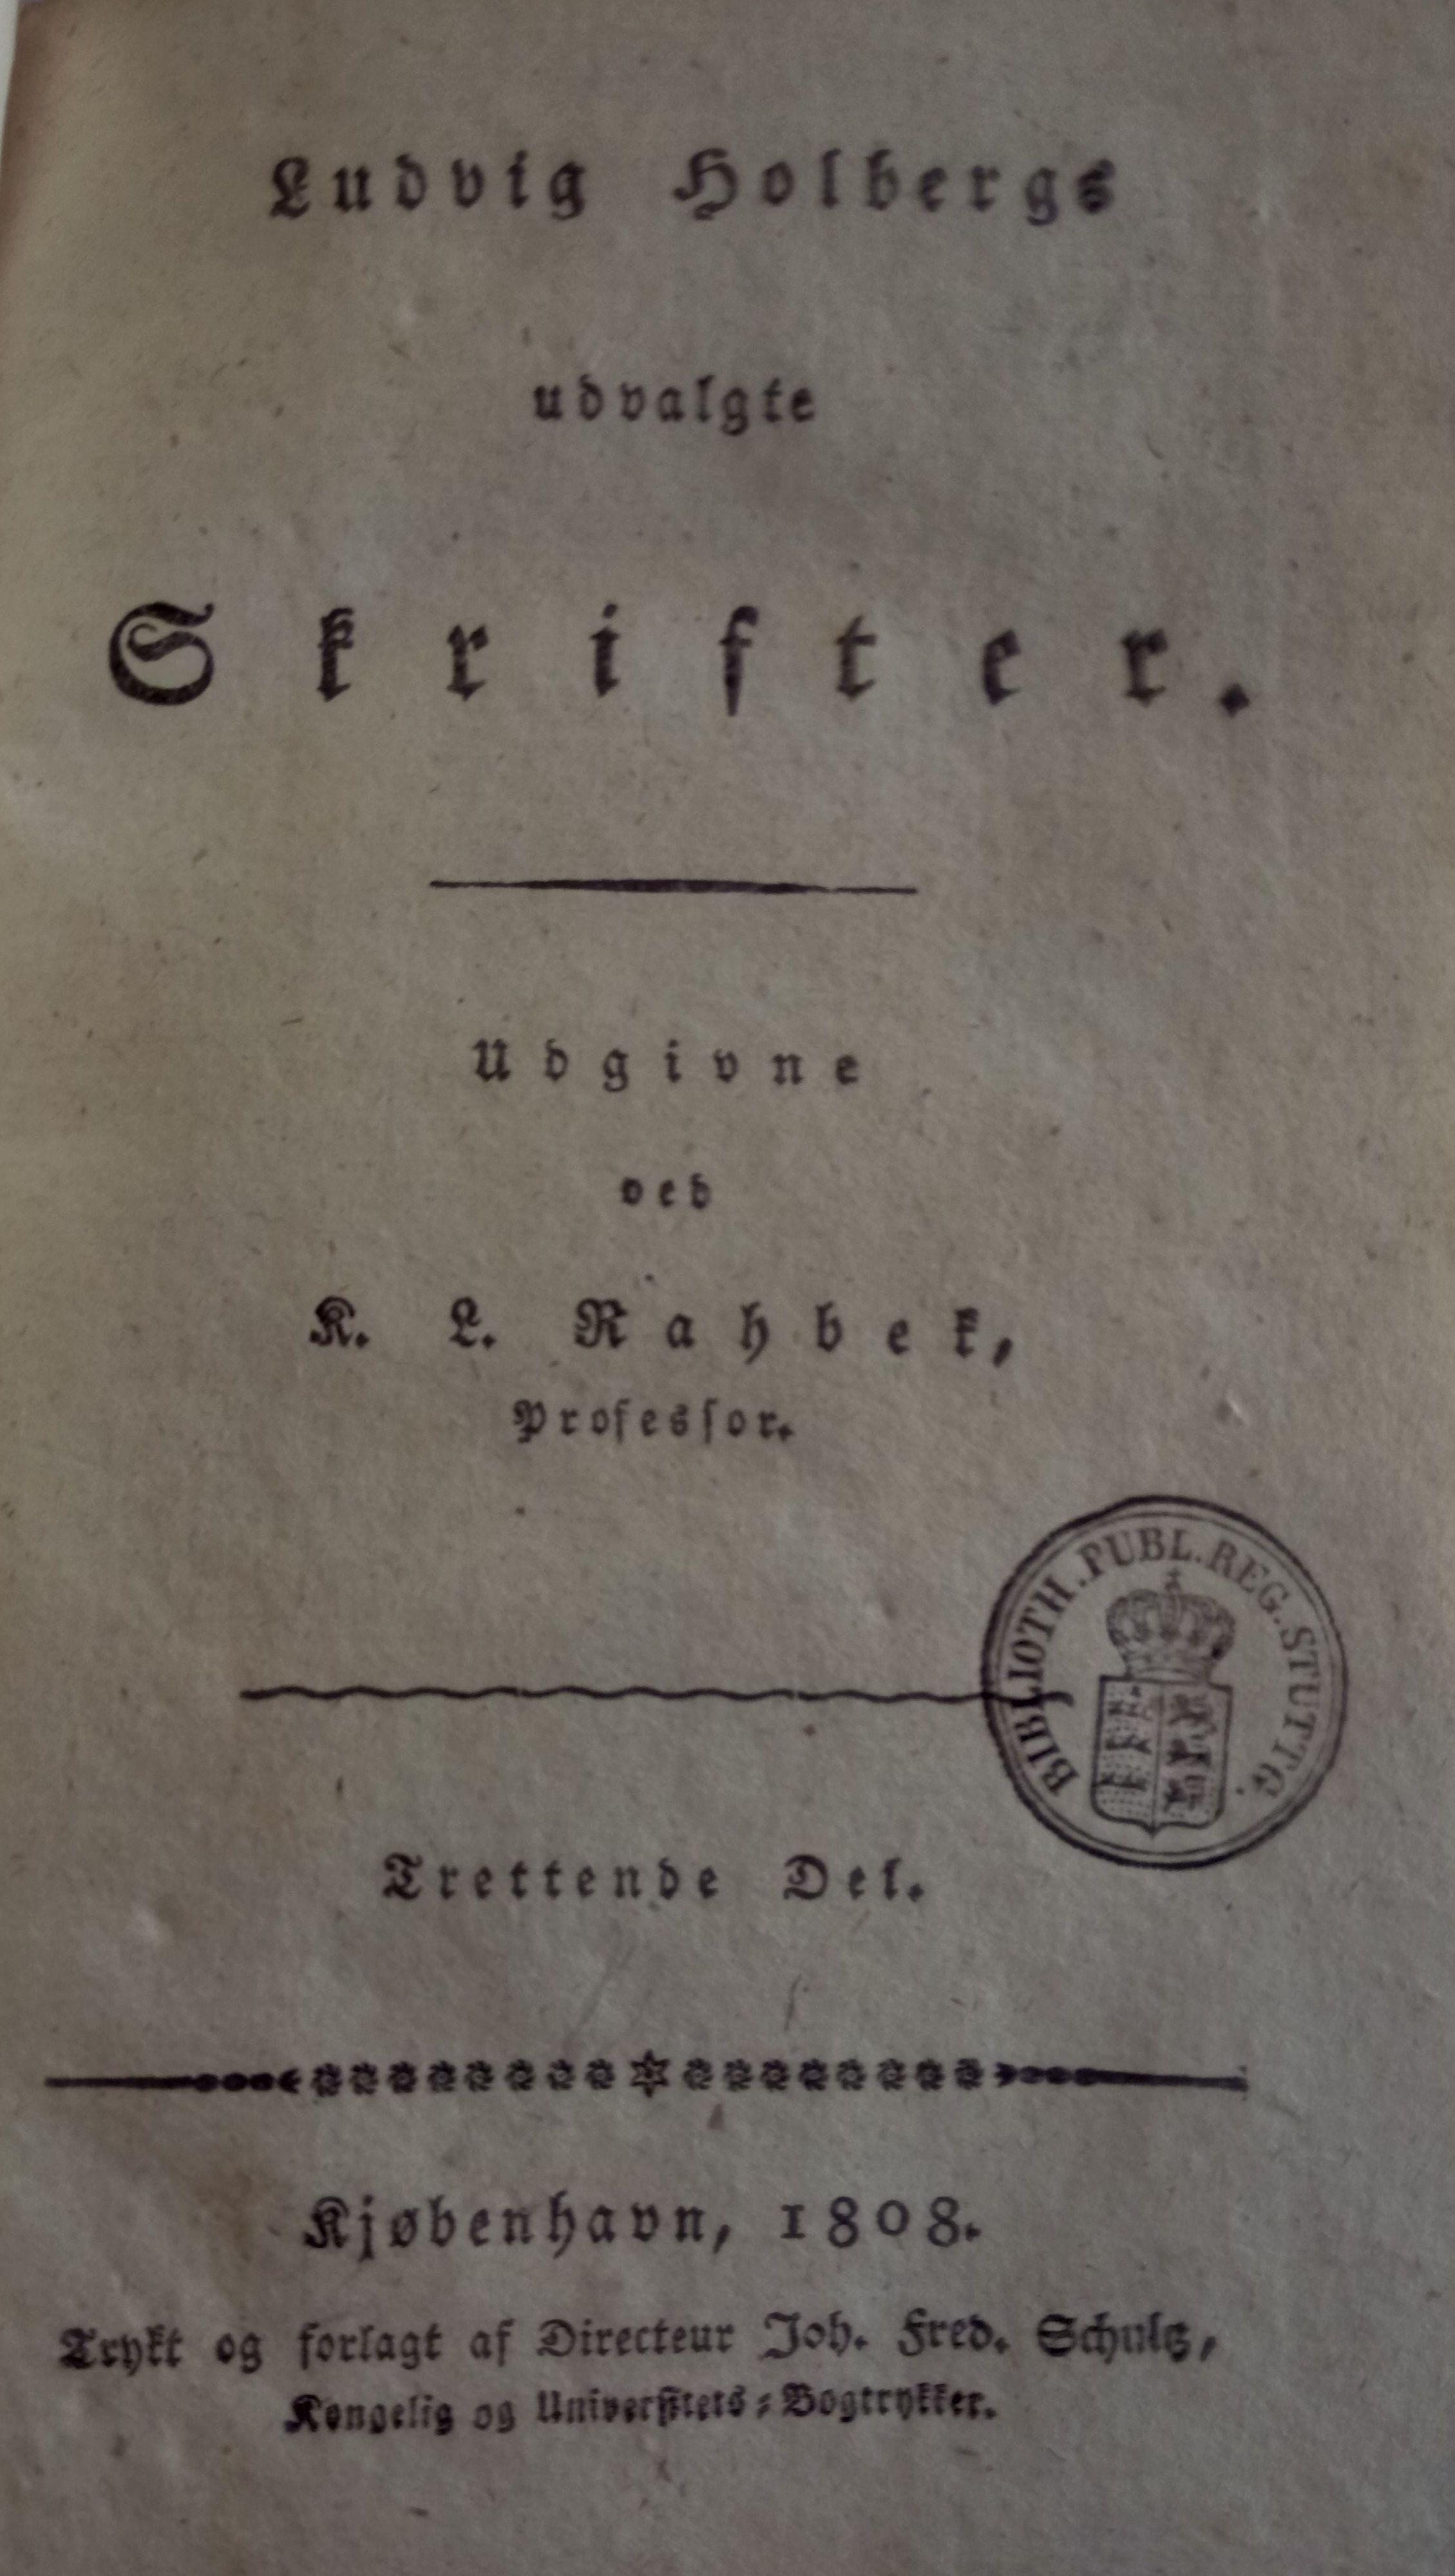 Ludvig Holbergs
udvalgte
Skrifter.
Udgivne
ved
K. L. Rahbek,
Professor.
BIBLIOTH. PUBL. REG. STUTTG.
Trettende Del.
Kjøbenhavn, 1808.
Trykt og forlagt af Directeur Joh. Fred. Schultz,
Kongelig og Universitets-Bogtrykker.